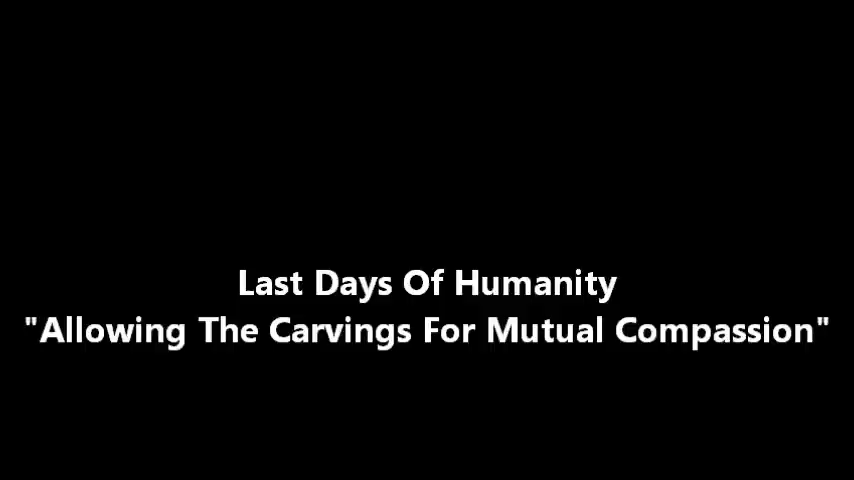 Last Days Of Humanity
"Allowing The Carvings For Mutual Compassion"